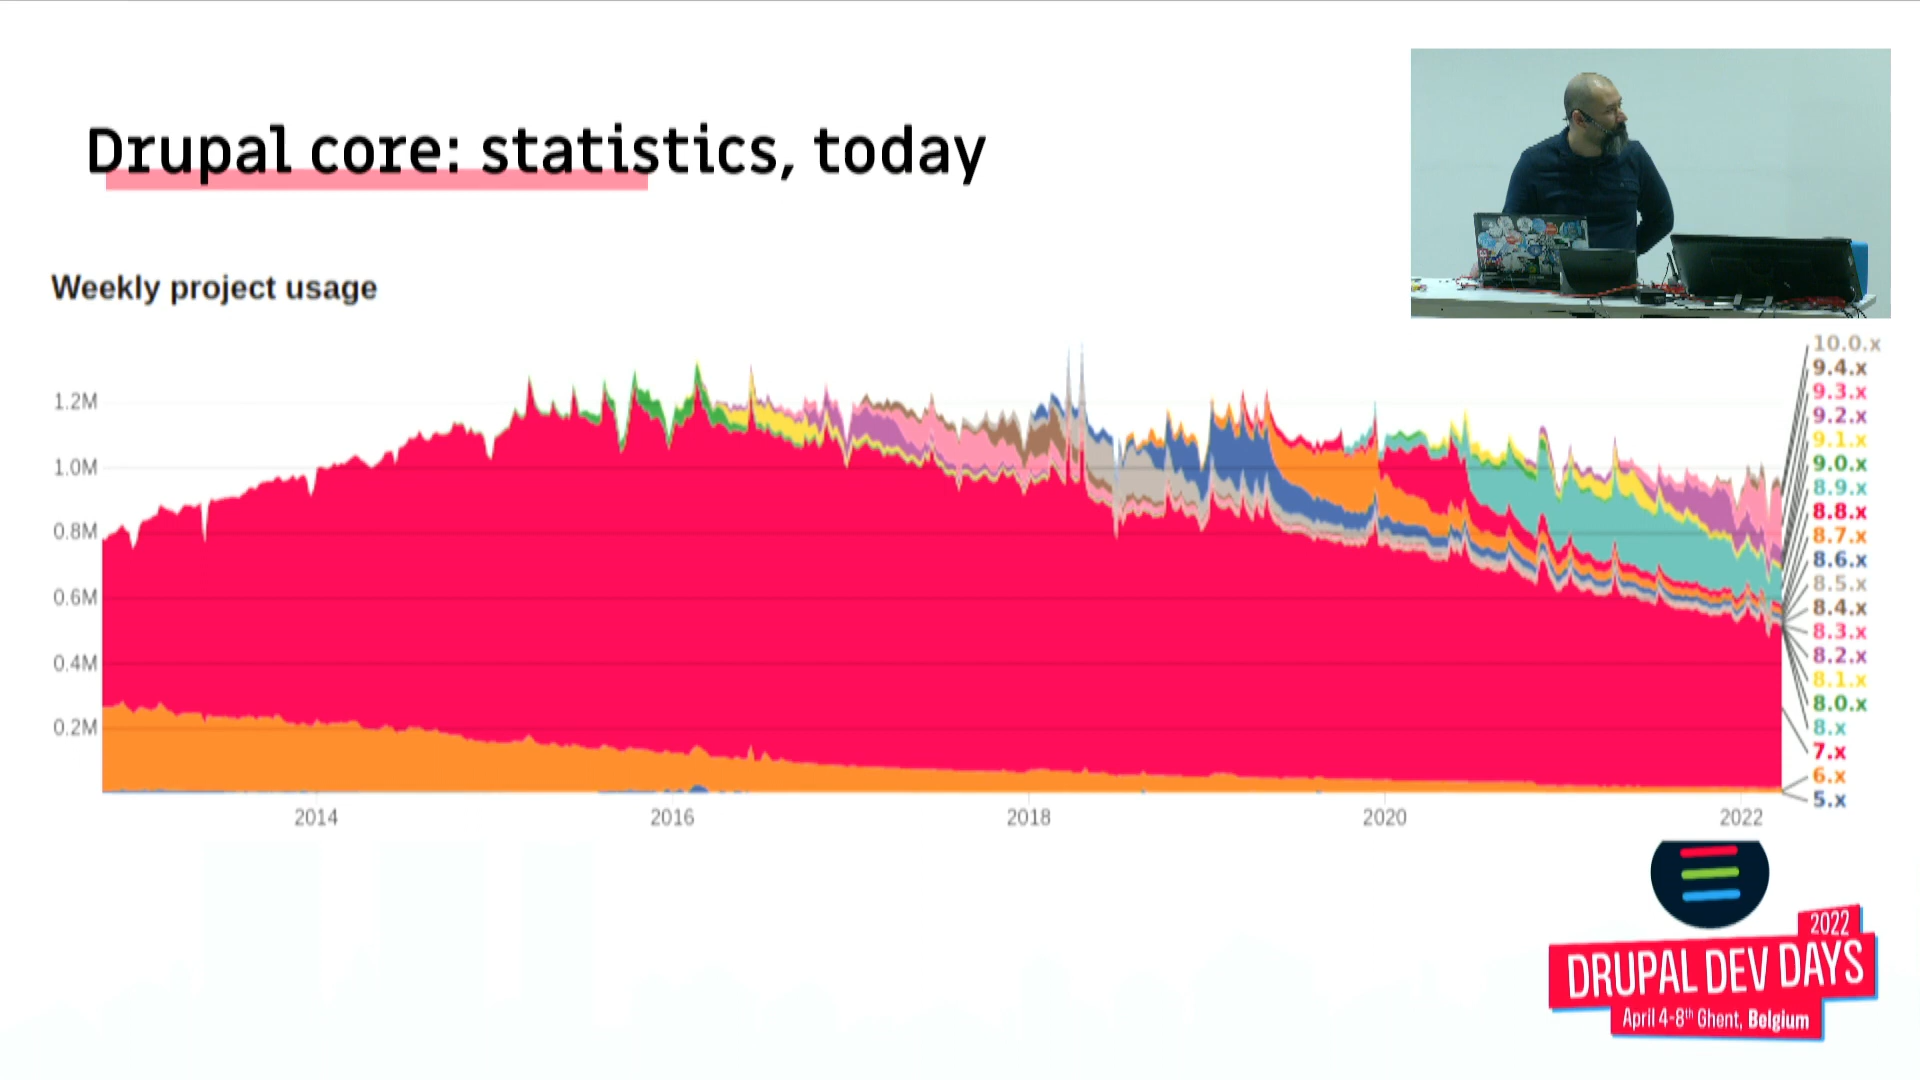 Drupal core: statistics, today
Weekly project usage
1.2M
1.0M
0.8M
0.6M
0.4M
0.2M
2014
2016
2018
2020
2022
10.0.x
9.4.x
9.3.x
9.2.x
9.1.x
9.0.x
8.9.x
8.8.x
8.7.x
8.6.x
8.5.x
8.4.x
8.3.x
8.2.x
8.1.x
8.0.x
8.x
7.x
6.x
5.x
2022
DRUPAL DEV DAYS
April 4-8th Ghent, Belgium